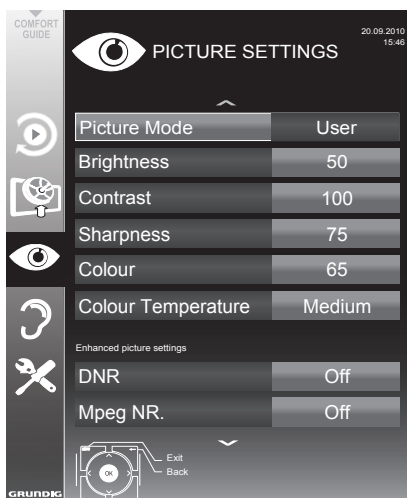 COMFORT
GUIDE
PICTURE SETTINGS
20.09.2010
15:46
Picture Mode User
Brightness 50
Contrast 100
Sharpness 75
Colour 65
Colour Temperature Medium
Enhanced picture settings
DNR Off
Mpeg NR. Off
Exit
Back
OK
GRUNDIG